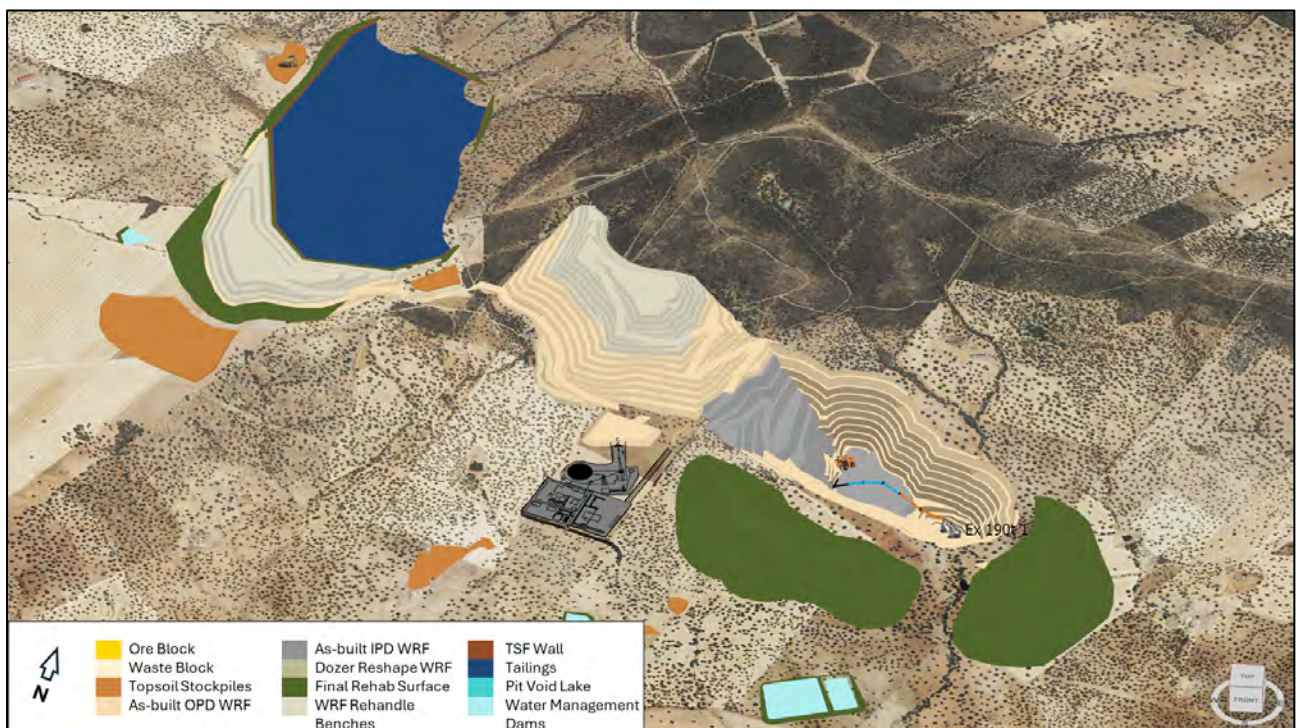 Ex 190t 1
N
Ore Block
Waste Block
Topsoil Stockpiles
As-built OPD WRF
As-built IPD WRF
Dozer Reshape WRF
Final Rehab Surface
WRF Rehandle
Benches
TSF Wall
Tailings
Pit Void Lake
Water Management
Dams
TOP
FRONT